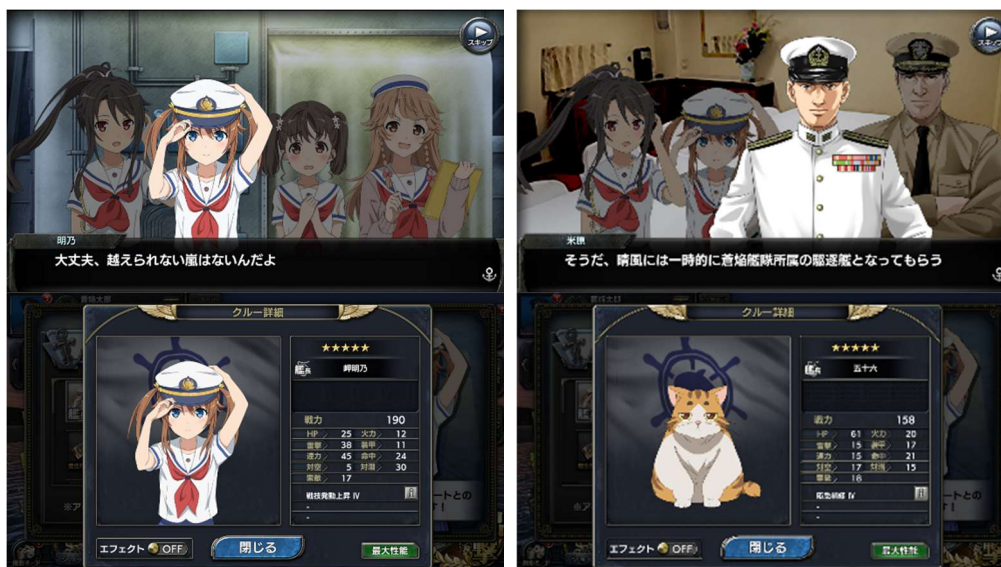 スキップ
明乃
大丈夫、越えられない嵐はないんだよ
スキップ
米原
そうだ、晴風には一時的に蒼焔艦隊所属の駆逐艦となってもらう
クルー詳細
★★★★★
艦長 岬明乃
戦力 190
HP 25 火力 12
雷撃 38 装甲 11
速力 45 命中 24
対空 5 対潜 30
索敵 17
戦技発動上昇 Ⅳ
-
-
エフェクト OFF
閉じる
最大性能
クルー詳細
★★★★★
艦長 五十六
戦力 158
HP 61 火力 20
雷撃 15 装甲 17
速力 15 命中 21
対空 17 対潜 15
索敵 18
応急修理 Ⅳ
-
-
エフェクト OFF
閉じる
最大性能